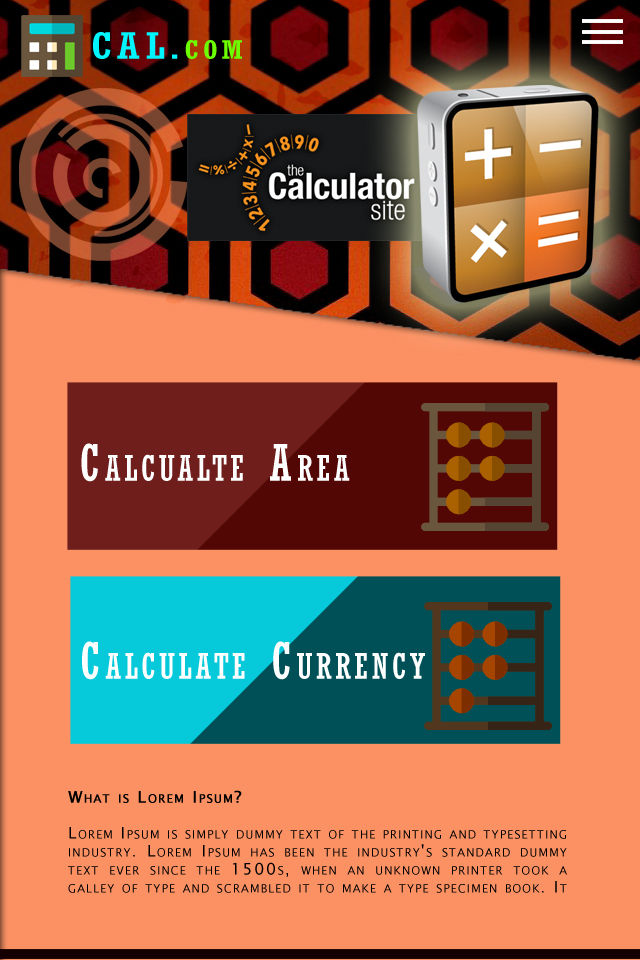 CAL.COM
= % ÷ + × –
1234567890
the
Calculator
site
+ –
× =
CALCUALTE AREA
CALCULATE CURRENCY
WHAT IS LOREM IPSUM?
LOREM IPSUM IS SIMPLY DUMMY TEXT OF THE PRINTING AND TYPESETTING
INDUSTRY. LOREM IPSUM HAS BEEN THE INDUSTRY'S STANDARD DUMMY
TEXT EVER SINCE THE 1500S, WHEN AN UNKNOWN PRINTER TOOK A
GALLEY OF TYPE AND SCRAMBLED IT TO MAKE A TYPE SPECIMEN BOOK. IT